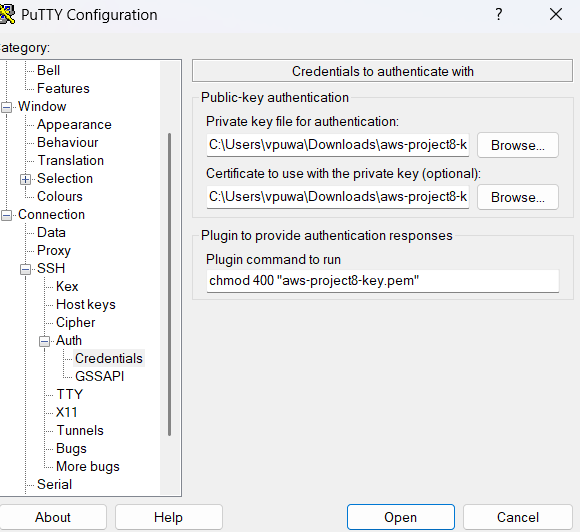 PuTTY Configuration
?
ategory:
Bell
Features
Window
Appearance
Behaviour
Translation
Selection
Colours
Connection
Data
Proxy
SSH
Kex
Host keys
Cipher
Auth
Credentials
GSSAPI
TTY
X11
Tunnels
Bugs
More bugs
Serial
Credentials to authenticate with
Public-key authentication
Private key file for authentication:
C:\Users\vpuwa\Downloads\aws-project8-k
Browse...
Certificate to use with the private key (optional):
C:\Users\vpuwa\Downloads\aws-project8-k
Browse...
Plugin to provide authentication responses
Plugin command to run
chmod 400 "aws-project8-key.pem"
About
Help
Open
Cancel